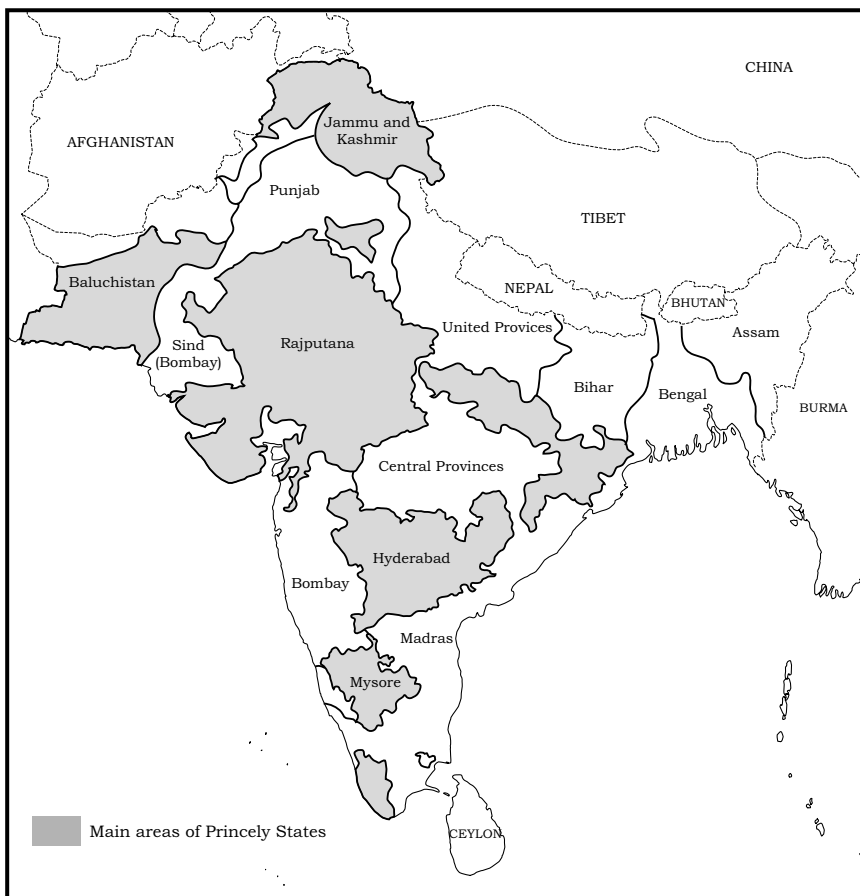 CHINA
Jammu and
Kashmir
AFGHANISTAN
Punjab
TIBET
Baluchistan
NEPAL
BHUTAN
United Provices
Assam
Sind
(Bombay)
Rajputana
Bihar
Bengal
BURMA
Central Provinces
Hyderabad
Bombay
Madras
Mysore
Main areas of Princely States
CEYLON